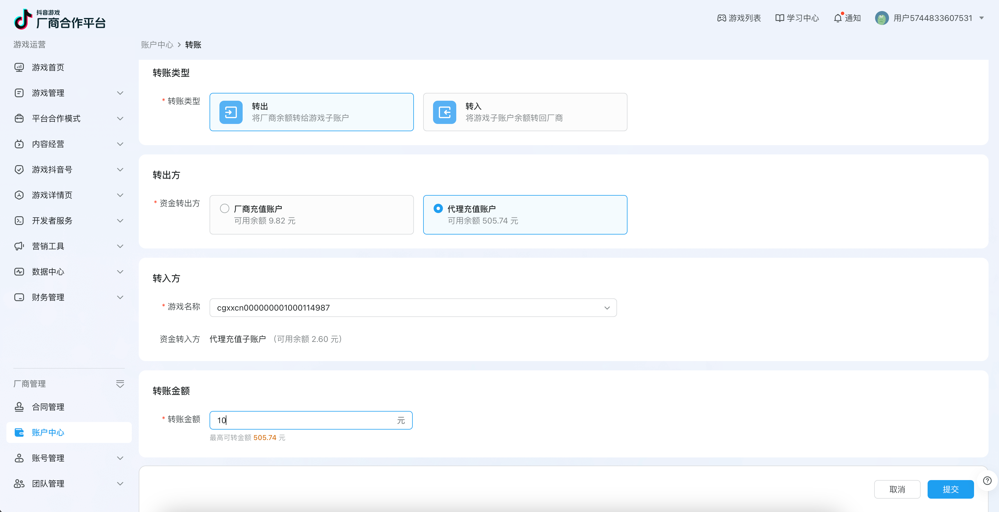 抖音游戏
厂商合作平台
游戏列表
学习中心
通知
用户5744833607531
游戏运营
游戏首页
游戏管理
平台合作模式
内容经营
游戏抖音号
游戏详情页
开发者服务
营销工具
数据中心
财务管理
厂商管理
合同管理
账户中心
账号管理
团队管理
账户中心 > 转账
转账类型
* 转账类型
转出
将厂商余额转给游戏子账户
转入
将游戏子账户余额转回厂商
转出方
* 资金转出方
厂商充值账户
可用余额 9.82 元
代理充值账户
可用余额 505.74 元
转入方
* 游戏名称
cgxxcn000000001000114987
资金转入方 代理充值子账户 （可用余额 2.60 元）
转账金额
* 转账金额
10 元
最高可转金额 505.74 元
取消
提交